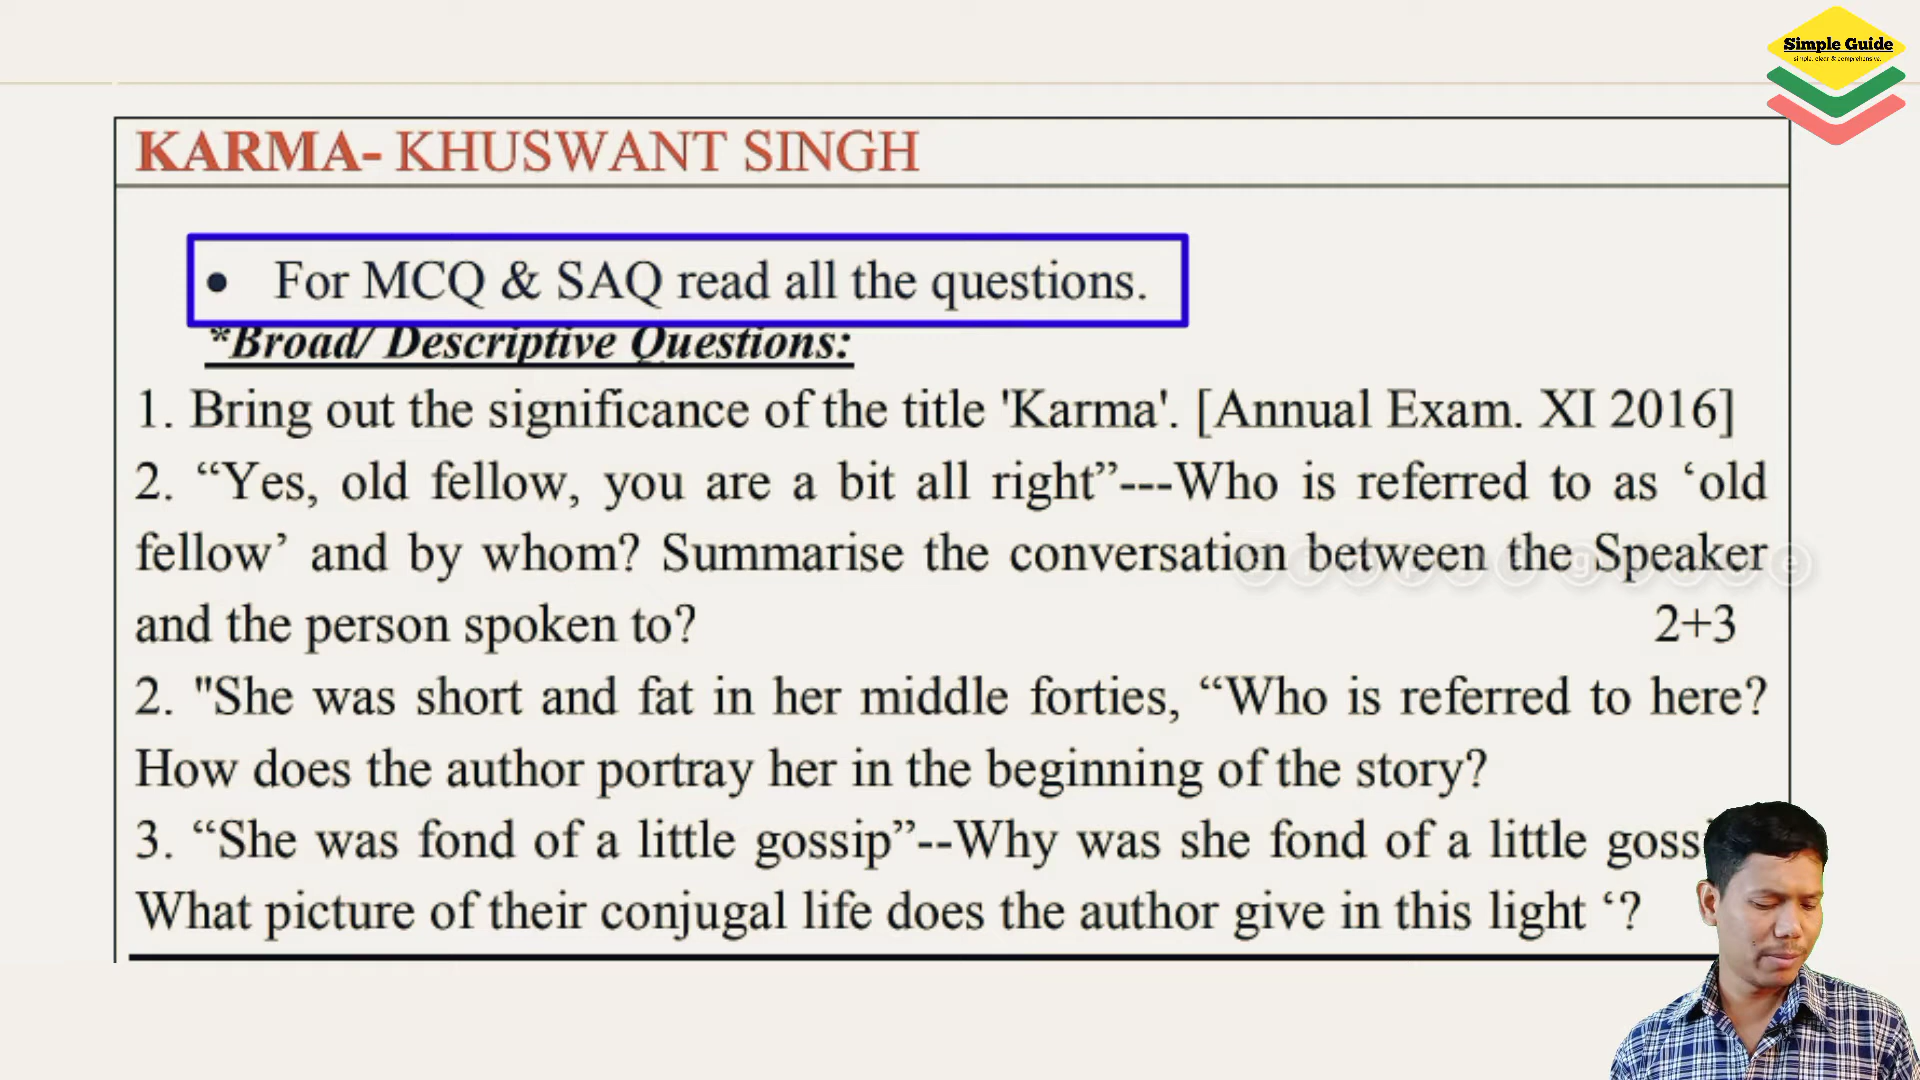 Simple Guide
simple. clear & comprehensive.
KARMA- KHUSWANT SINGH
• For MCQ & SAQ read all the questions.
*Broad/ Descriptive Questions:
1. Bring out the significance of the title 'Karma'. [Annual Exam. XI 2016]
2. “Yes, old fellow, you are a bit all right”---Who is referred to as ‘old
fellow’ and by whom? Summarise the conversation between the Speaker
and the person spoken to? 2+3
2. "She was short and fat in her middle forties, “Who is referred to here?
How does the author portray her in the beginning of the story?
3. “She was fond of a little gossip”--Why was she fond of a little
What picture of their conjugal life does the author give in this light ‘?